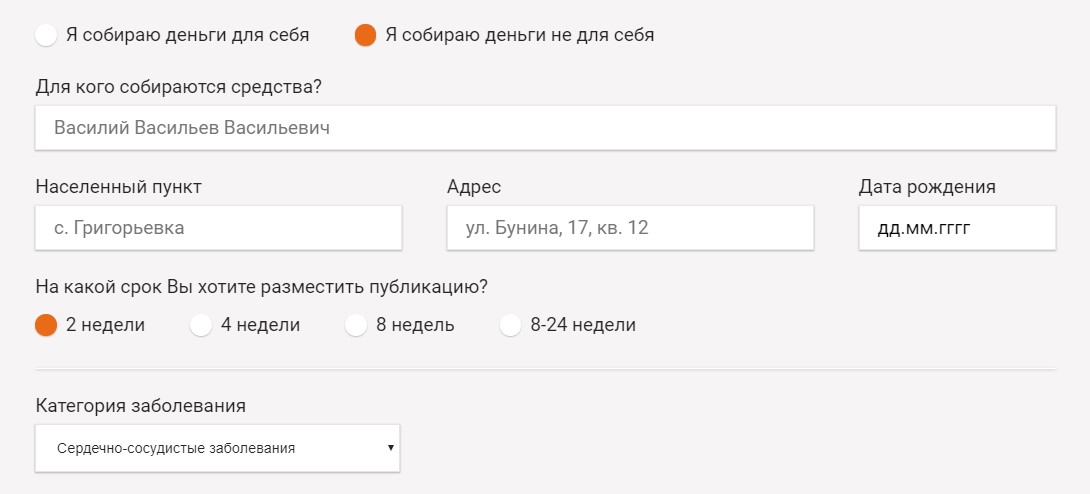 Я собираю деньги для себя Я собираю деньги не для себя
Для кого собираются средства?
Василий Васильев Васильевич
Населенный пункт Адрес Дата рождения
с. Григорьевка ул. Бунина, 17, кв. 12 дд.мм.гггг
На какой срок Вы хотите разместить публикацию?
2 недели 4 недели 8 недель 8-24 недели
Категория заболевания
Сердечно-сосудистые заболевания